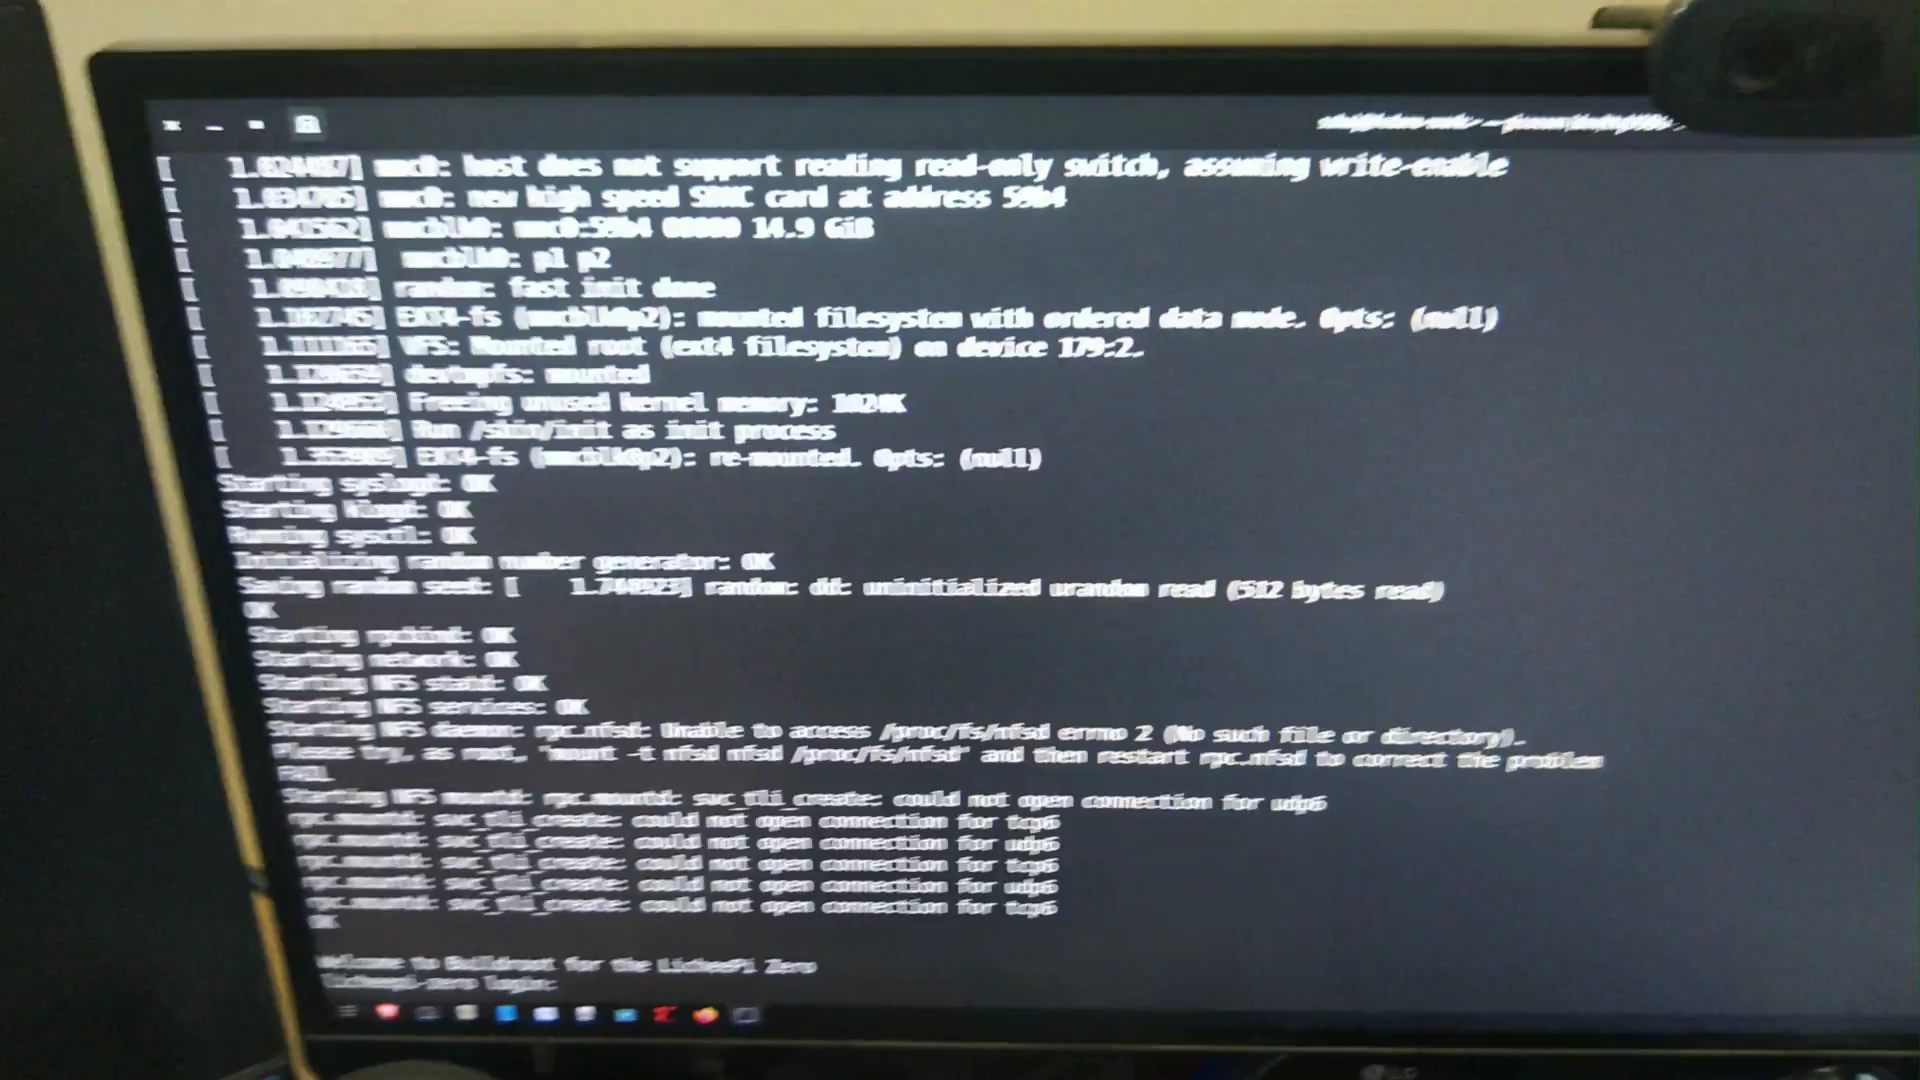 mmc0: host does not support reading read-only switch, assuming write-enable
mmc0: new high speed SDHC card at address 59b4
mmcblk0: mmc0:59b4 00000 14.9 GiB
mmcblk0: p1 p2
random: fast init done
EXT4-fs (mmcblk0p2): mounted filesystem with ordered data mode. Opts: (null)
VFS: Mounted root (ext4 filesystem) on device 179:2.
devtmpfs: mounted
Freeing unused kernel memory: 1024K
Run /sbin/init as init process
EXT4-fs (mmcblk0p2): re-mounted. Opts: (null)
Starting syslogd: OK
Starting klogd: OK
Running sysctl: OK
Initializing random number generator: OK
Saving random seed: [ random: dd: uninitialized urandom read (512 bytes read)
OK
Starting rpcbind: OK
Starting network: OK
Starting NFS statd: OK
Starting NFS services: OK
Starting NFS daemon: rpc.nfsd: Unable to access /proc/fs/nfsd errno 2 (No such file or directory).
Please try, as root, 'mount -t nfsd nfsd /proc/fs/nfsd' and then restart rpc.nfsd to correct the problem
FAIL
Starting NFS mountd: rpc.mountd: svc_tli_create: could not open connection for udp6
rpc.mountd: svc_tli_create: could not open connection for tcp6
rpc.mountd: svc_tli_create: could not open connection for udp6
rpc.mountd: svc_tli_create: could not open connection for tcp6
rpc.mountd: svc_tli_create: could not open connection for udp6
rpc.mountd: svc_tli_create: could not open connection for tcp6
OK
Welcome to Buildroot for the LicheePi Zero
licheepi-zero login: